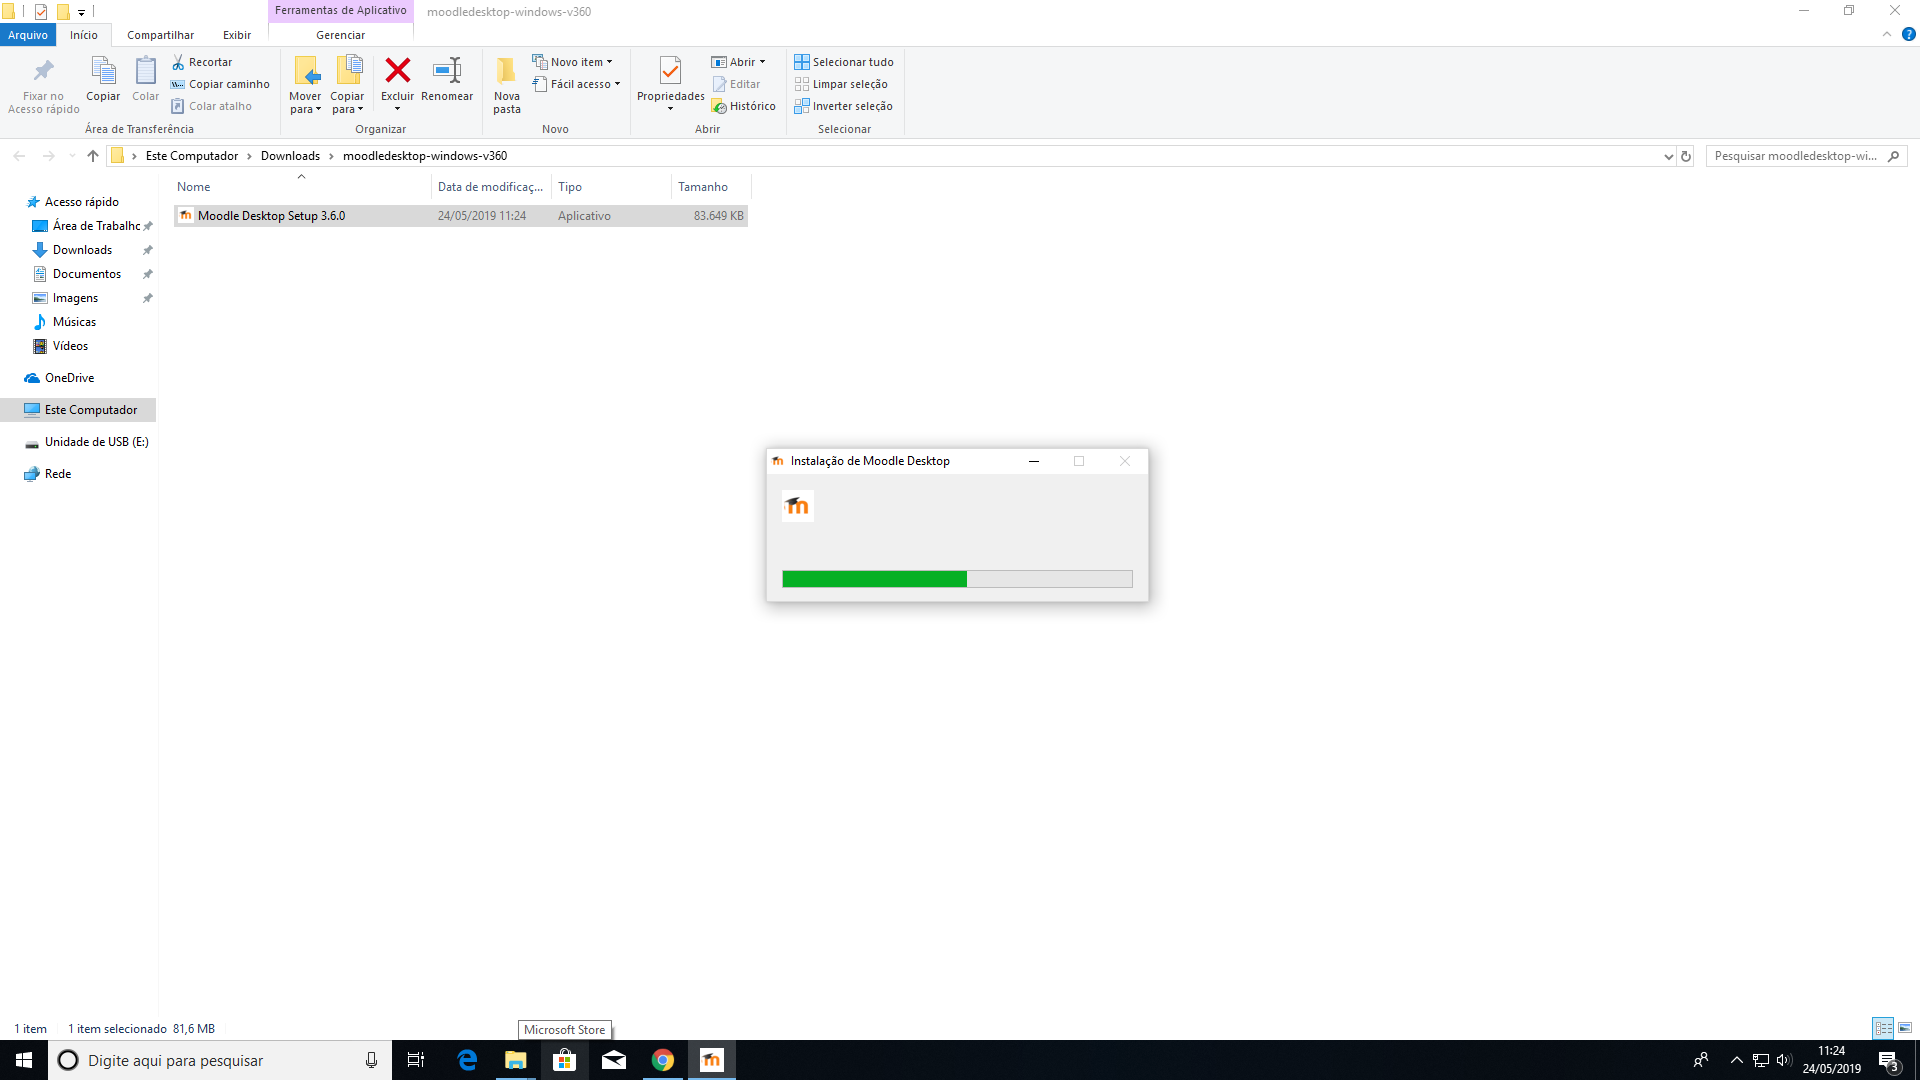 Ferramentas de Aplicativo
moodledesktop-windows-v360
Arquivo
Início
Compartilhar
Exibir
Gerenciar
Fixar no
Acesso rápido
Copiar
Colar
Recortar
Copiar caminho
Colar atalho
Área de Transferência
Mover
para
Copiar
para
Excluir
Renomear
Organizar
Nova
pasta
Novo item
Fácil acesso
Novo
Propriedades
Abrir
Editar
Histórico
Abrir
Selecionar tudo
Limpar seleção
Inverter seleção
Selecionar
Este Computador
Downloads
moodledesktop-windows-v360
Pesquisar moodledesktop-wi...
Nome
Data de modificaç...
Tipo
Tamanho
Moodle Desktop Setup 3.6.0
24/05/2019 11:24
Aplicativo
83.649 KB
Acesso rápido
Área de Trabalhc
Downloads
Documentos
Imagens
Músicas
Vídeos
OneDrive
Este Computador
Unidade de USB (E:)
Rede
Instalação de Moodle Desktop
1 item
1 item selecionado 81,6 MB
Microsoft Store
Digite aqui para pesquisar
11:24
24/05/2019
3